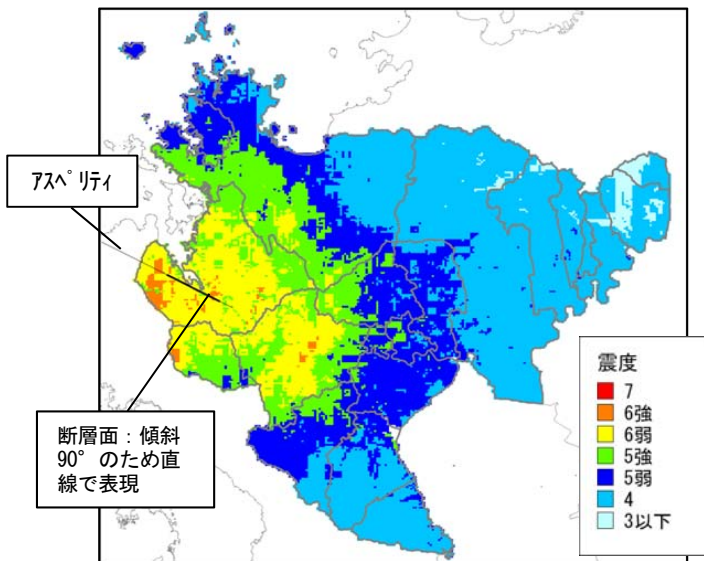 アスペリティ
断層面：傾斜
90°のため直
線で表現
震度
7
6強
6弱
5強
5弱
4
3以下